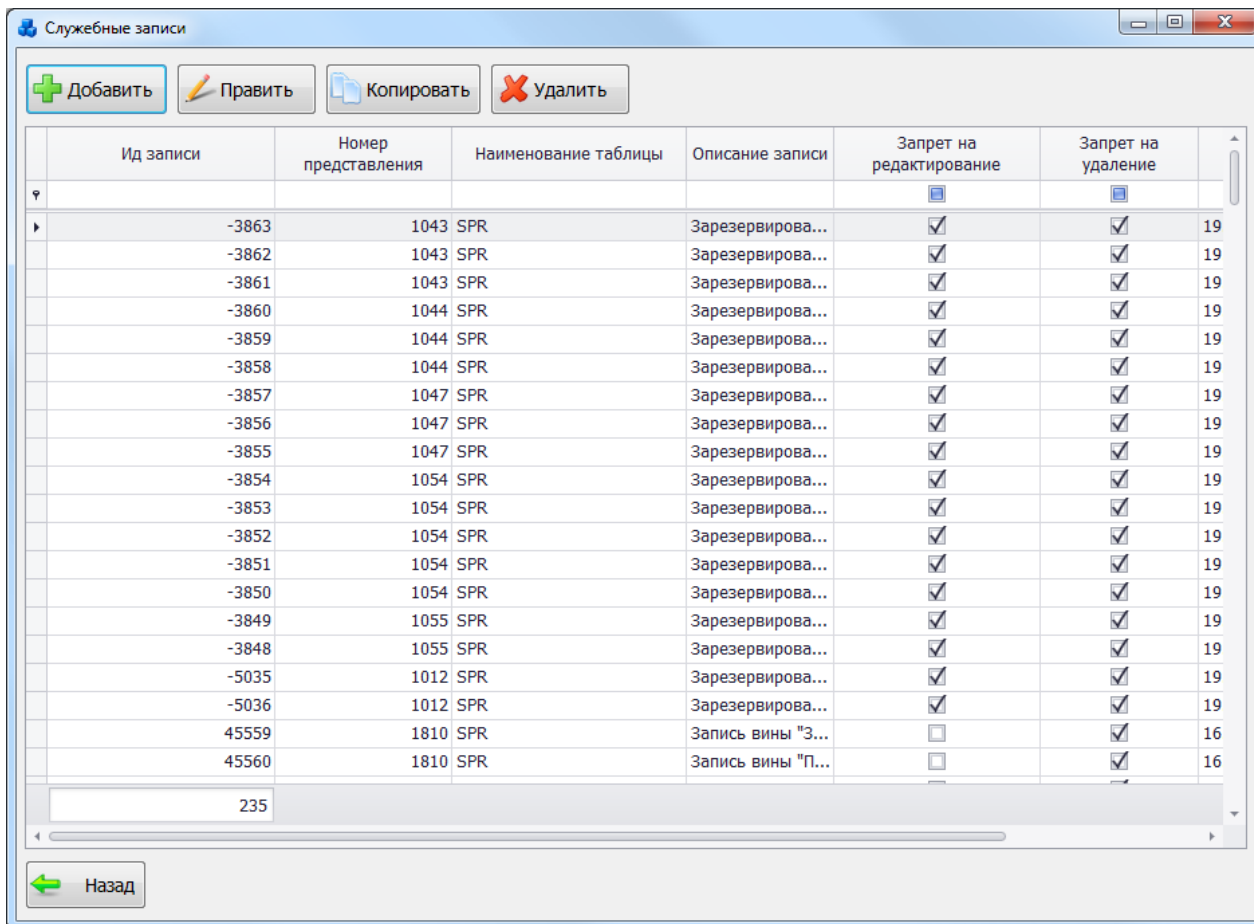 Служебные записи
Добавить Править Копировать Удалить
Ид записи Номер представления Наименование таблицы Описание записи Запрет на редактирование Запрет на удаление
-3863 1043 SPR Зарезервирова... 19
-3862 1043 SPR Зарезервирова... 19
-3861 1043 SPR Зарезервирова... 19
-3860 1044 SPR Зарезервирова... 19
-3859 1044 SPR Зарезервирова... 19
-3858 1044 SPR Зарезервирова... 19
-3857 1047 SPR Зарезервирова... 19
-3856 1047 SPR Зарезервирова... 19
-3855 1047 SPR Зарезервирова... 19
-3854 1054 SPR Зарезервирова... 19
-3853 1054 SPR Зарезервирова... 19
-3852 1054 SPR Зарезервирова... 19
-3851 1054 SPR Зарезервирова... 19
-3850 1054 SPR Зарезервирова... 19
-3849 1055 SPR Зарезервирова... 19
-3848 1055 SPR Зарезервирова... 19
-5035 1012 SPR Зарезервирова... 19
-5036 1012 SPR Зарезервирова... 19
45559 1810 SPR Запись вины "З... 16
45560 1810 SPR Запись вины "П... 16
235
Назад